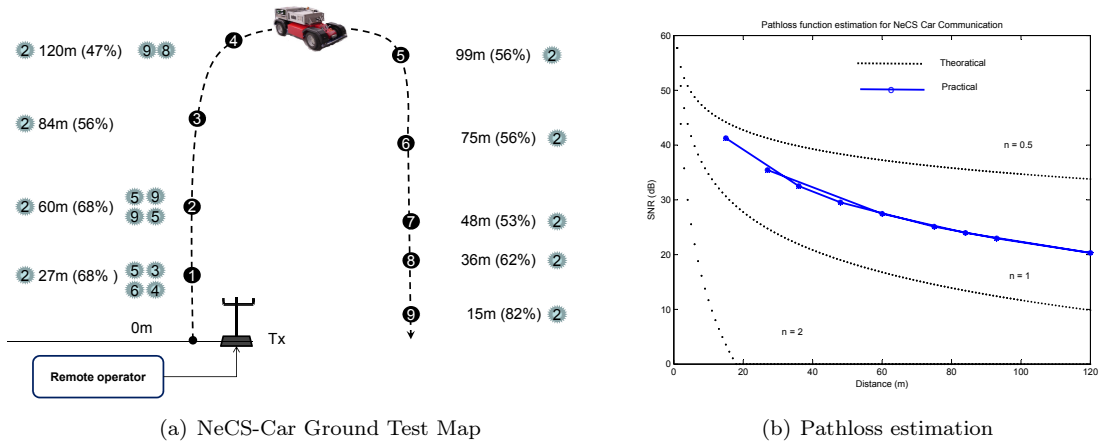 2 120m (47%) 9 8
4
5
99m (56%) 2
2 84m (56%)
3
6
75m (56%) 2
2 60m (68%) 5 9
9 5
2
7
48m (53%) 2
2 27m (68% ) 5 3
6 4
1
8
36m (62%) 2
9
15m (82%) 2
0m
Tx
Remote operator
(a) NeCS-Car Ground Test Map
Pathloss function estimation for NeCS Car Communication
60
50
40
30
20
10
0
SNR (dB)
Theoratical
Practical
n = 0.5
n = 1
n = 2
0 20 40 60 80 100 120
Distance (m)
(b) Pathloss estimation